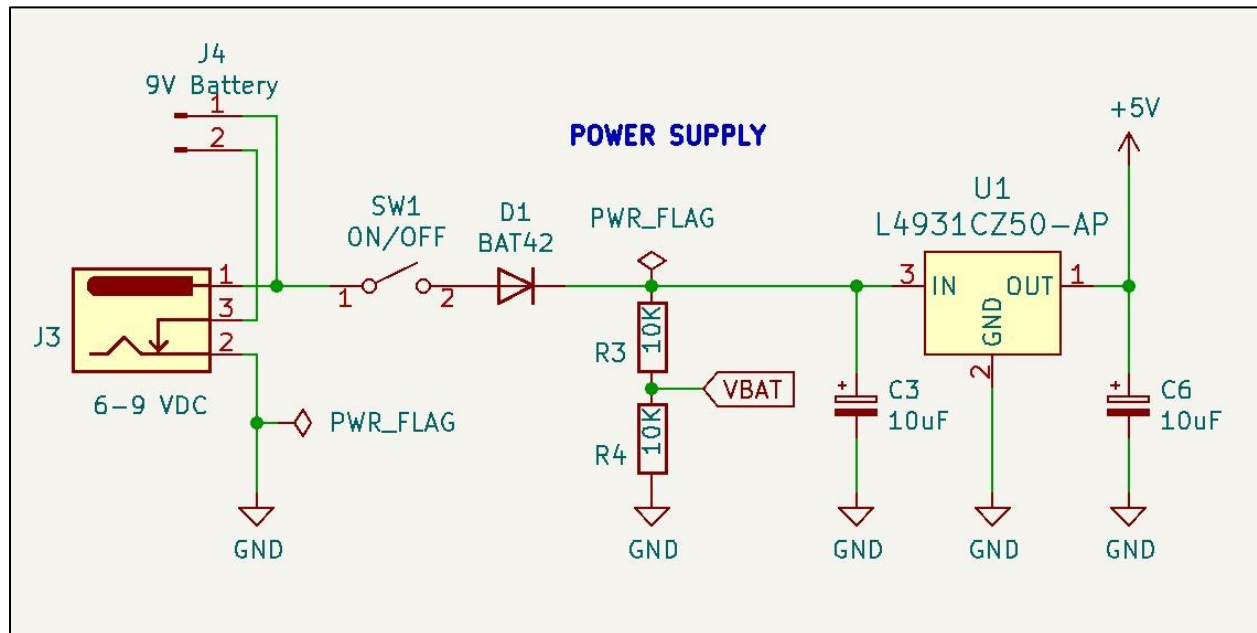 J4
9V Battery
1
2
POWER SUPPLY
+5V
SW1
ON/OFF
D1
BAT42
PWR_FLAG
U1
L4931CZ50-AP
J3
1
3
2
1
2
3
IN
OUT
1
GND
2
6-9 VDC
PWR_FLAG
R3
10K
VBAT
R4
10K
C3
10uF
C6
10uF
GND
GND
GND
GND
GND